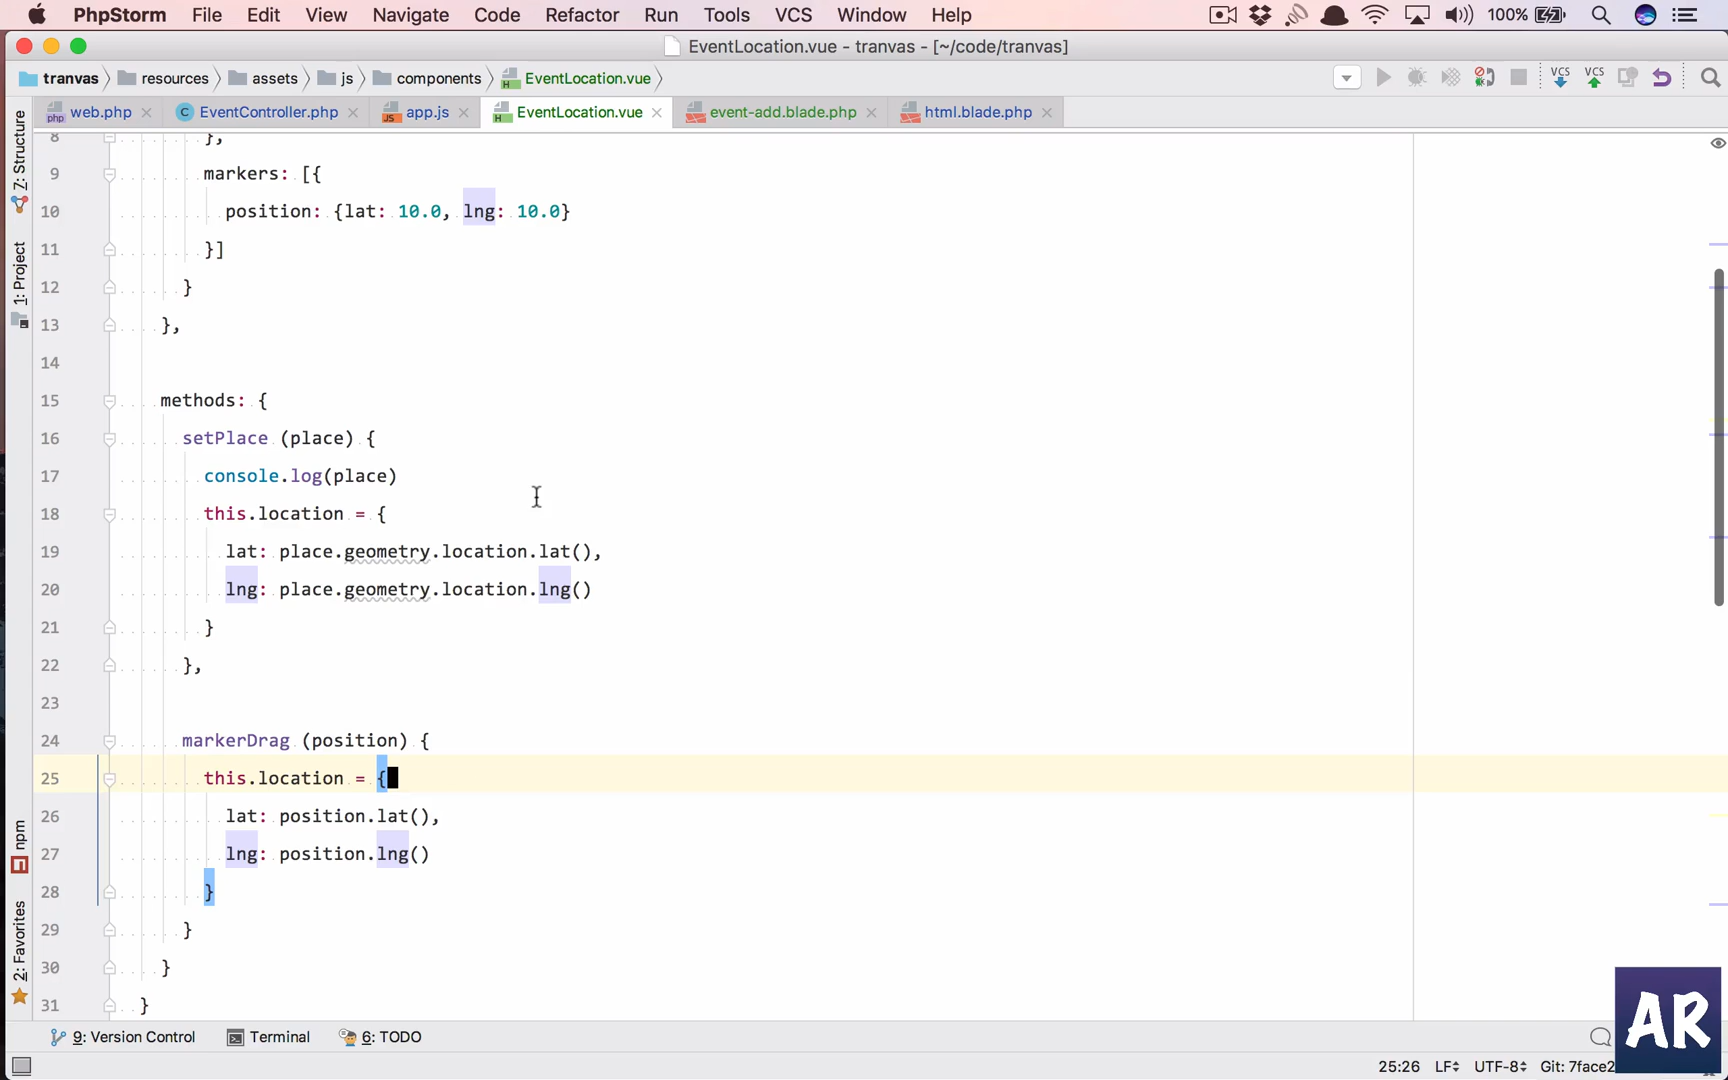 PhpStorm File Edit View Navigate Code Refactor Run Tools VCS Window Help 100%
EventLocation.vue - tranvas - [~/code/tranvas]
tranvas resources assets js components EventLocation.vue VCS VCS
web.php EventController.php app.js EventLocation.vue event-add.blade.php html.blade.php
8 },
9 markers: [{
10 position: {lat: 10.0, lng: 10.0}
11 }]
12 }
13 },
14
15 methods: {
16 setPlace (place) {
17 console.log(place)
18 this.location = {
19 lat: place.geometry.location.lat(),
20 lng: place.geometry.location.lng()
21 }
22 },
23
24 markerDrag (position) {
25 this.location = {
26 lat: position.lat(),
27 lng: position.lng()
28 }
29 }
30 }
31 }
7: Structure
1: Project
npm
2: Favorites
9: Version Control Terminal 6: TODO
25:26 LF UTF-8 Git: 7face2
AR